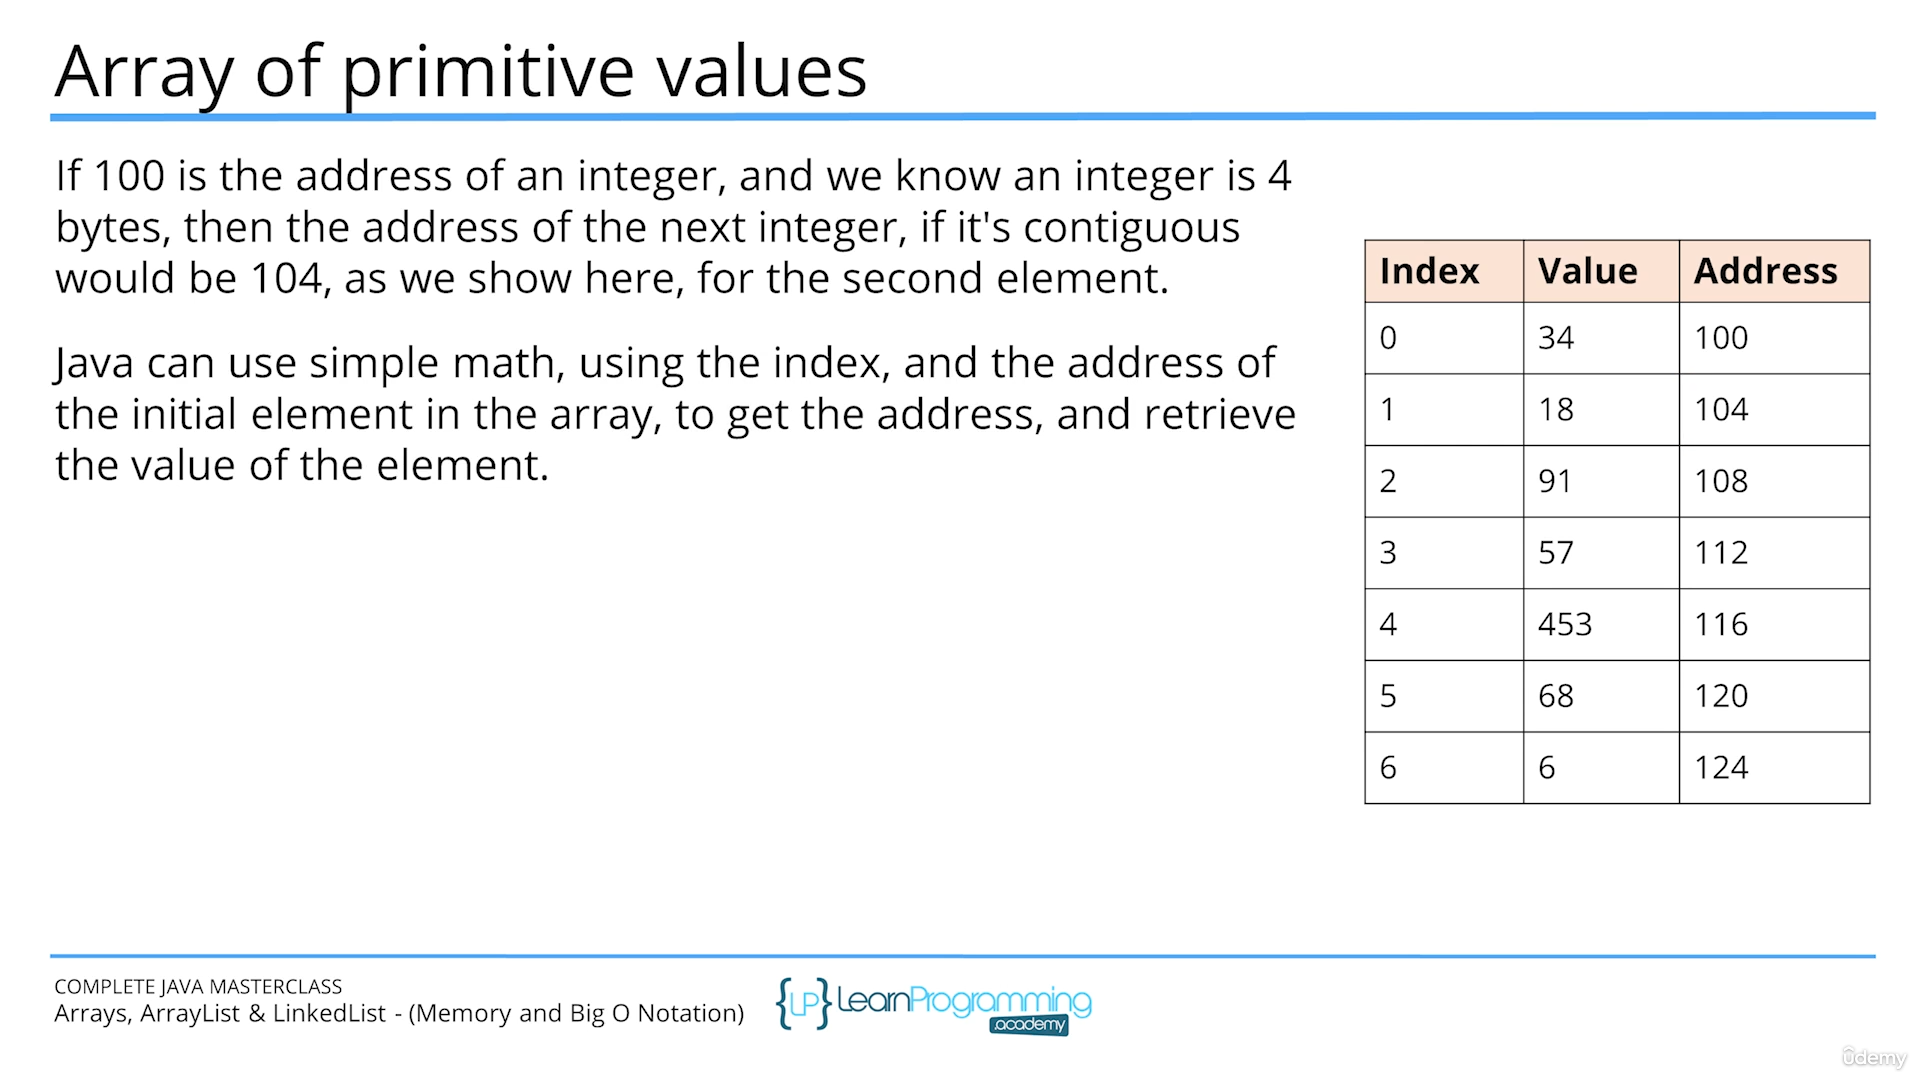 Array of primitive values
If 100 is the address of an integer, and we know an integer is 4
bytes, then the address of the next integer, if it's contiguous
would be 104, as we show here, for the second element.
Java can use simple math, using the index, and the address of
the initial element in the array, to get the address, and retrieve
the value of the element.
Index Value Address
0 34 100
1 18 104
2 91 108
3 57 112
4 453 116
5 68 120
6 6 124
COMPLETE JAVA MASTERCLASS
Arrays, ArrayList & LinkedList - (Memory and Big O Notation)
{LP} LearnProgramming
.academy
ûdemy